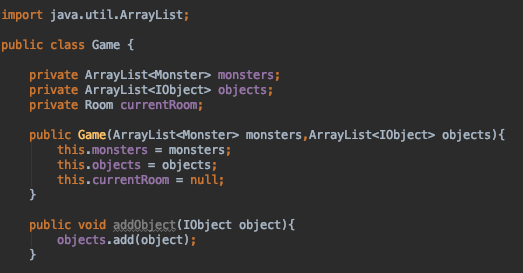 import java.util.ArrayList;
public class Game {
private ArrayList<Monster> monsters;
private ArrayList<IObject> objects;
private Room currentRoom;
public Game(ArrayList<Monster> monsters,ArrayList<IObject> objects){
this.monsters = monsters;
this.objects = objects;
this.currentRoom = null;
}
public void addObject(IObject object){
objects.add(object);
}